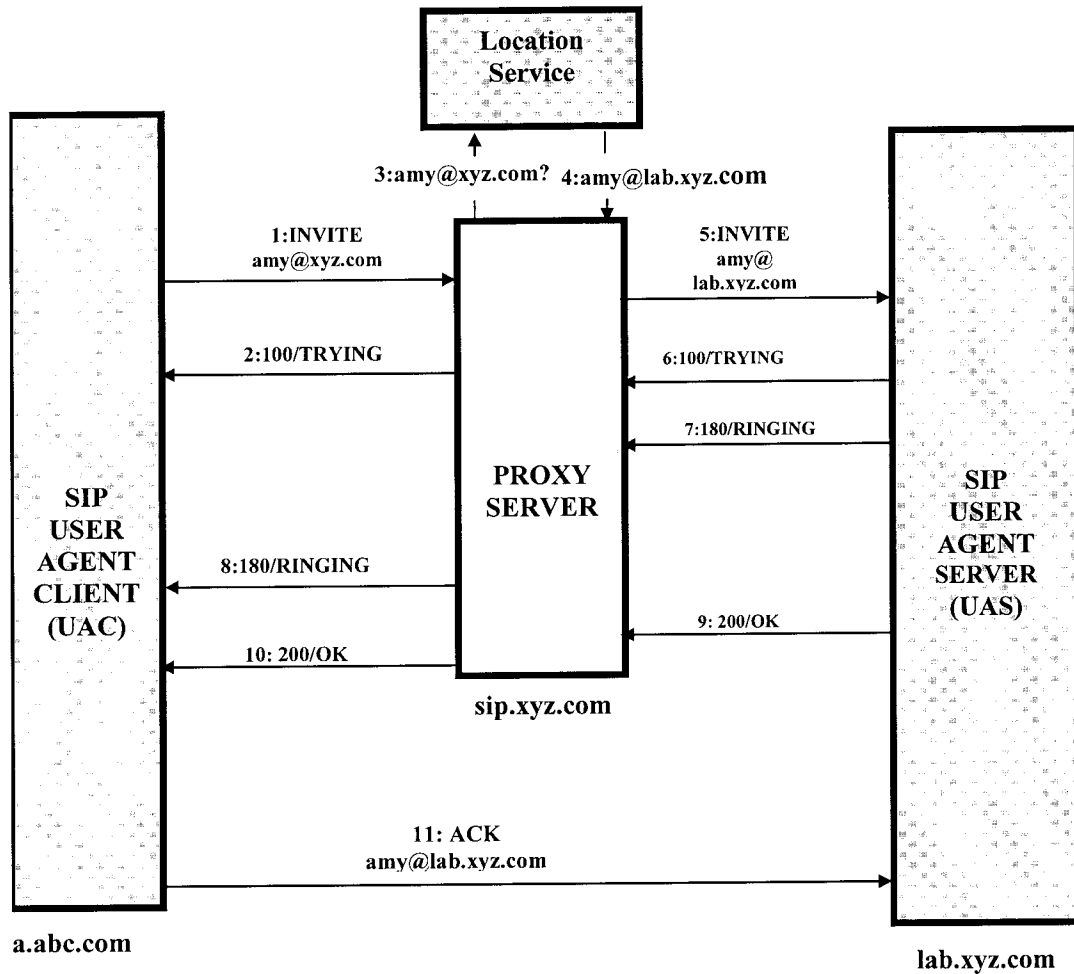 Location
Service
3:amy@xyz.com?
4:amy@lab.xyz.com
1:INVITE
amy@xyz.com
5:INVITE
amy@
lab.xyz.com
2:100/TRYING
6:100/TRYING
7:180/RINGING
PROXY
SERVER
SIP
USER
AGENT
CLIENT
(UAC)
SIP
USER
AGENT
SERVER
(UAS)
8:180/RINGING
9: 200/OK
10: 200/OK
sip.xyz.com
11: ACK
amy@lab.xyz.com
a.abc.com
lab.xyz.com